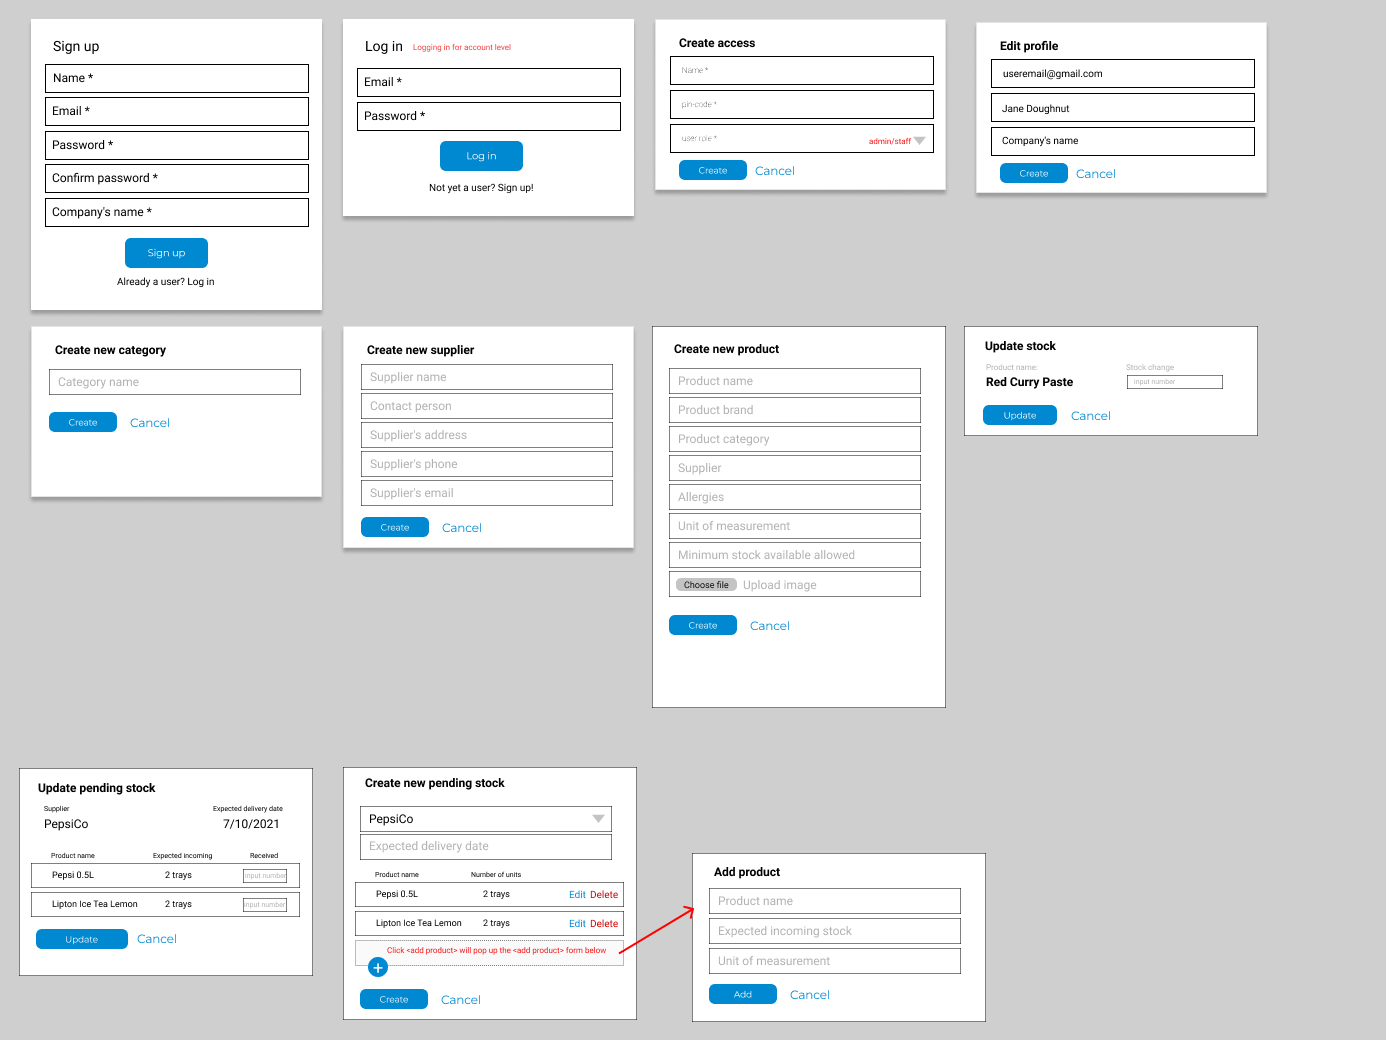 Sign up
Name *
Email *
Password *
Confirm password *
Company's name *
Sign up
Already a user? Log in
Log in
Logging in for account level
Email *
Password *
Log in
Not yet a user? Sign up!
Create access
Name *
pin-code *
user role *
admin/staff
Create
Cancel
Edit profile
useremail@gmail.com
Jane Doughnut
Company's name
Create
Cancel
Create new category
Category name
Create
Cancel
Create new supplier
Supplier name
Contact person
Supplier's address
Supplier's phone
Supplier's email
Create
Cancel
Create new product
Product name
Product brand
Product category
Supplier
Allergies
Unit of measurement
Minimum stock available allowed
Choose file
Upload image
Create
Cancel
Update stock
Product name:
Stock change
Red Curry Paste
input number
Update
Cancel
Update pending stock
Supplier
Expected delivery date
PepsiCo
7/10/2021
Product name
Expected incoming
Received
Pepsi 0.5L
2 trays
input number
Lipton Ice Tea Lemon
2 trays
input number
Update
Cancel
Create new pending stock
PepsiCo
Expected delivery date
Product name
Number of units
Pepsi 0.5L
2 trays
Edit
Delete
Lipton Ice Tea Lemon
2 trays
Edit
Delete
Click <add product> will pop up the <add product> form below
+
Create
Cancel
Add product
Product name
Expected incoming stock
Unit of measurement
Add
Cancel